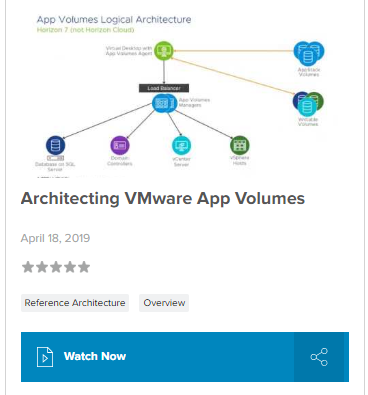 App Volumes Logical Architecture
Horizon 7 (not Horizon Cloud)
Virtual Desktop with
App Volumes Agent
AppStack
Volumes
Load Balancer
App Volumes
Managers
Writable
Volumes
Database on SQL
Server
Domain
Controllers
vCenter
Server
vSphere
Hosts
Architecting VMware App Volumes
April 18, 2019
Reference Architecture Overview
Watch Now